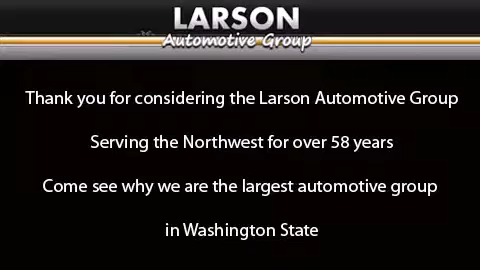 LARSON
Automotive Group
Thank you for considering the Larson Automotive Group
Serving the Northwest for over 58 years
Come see why we are the largest automotive group
in Washington State